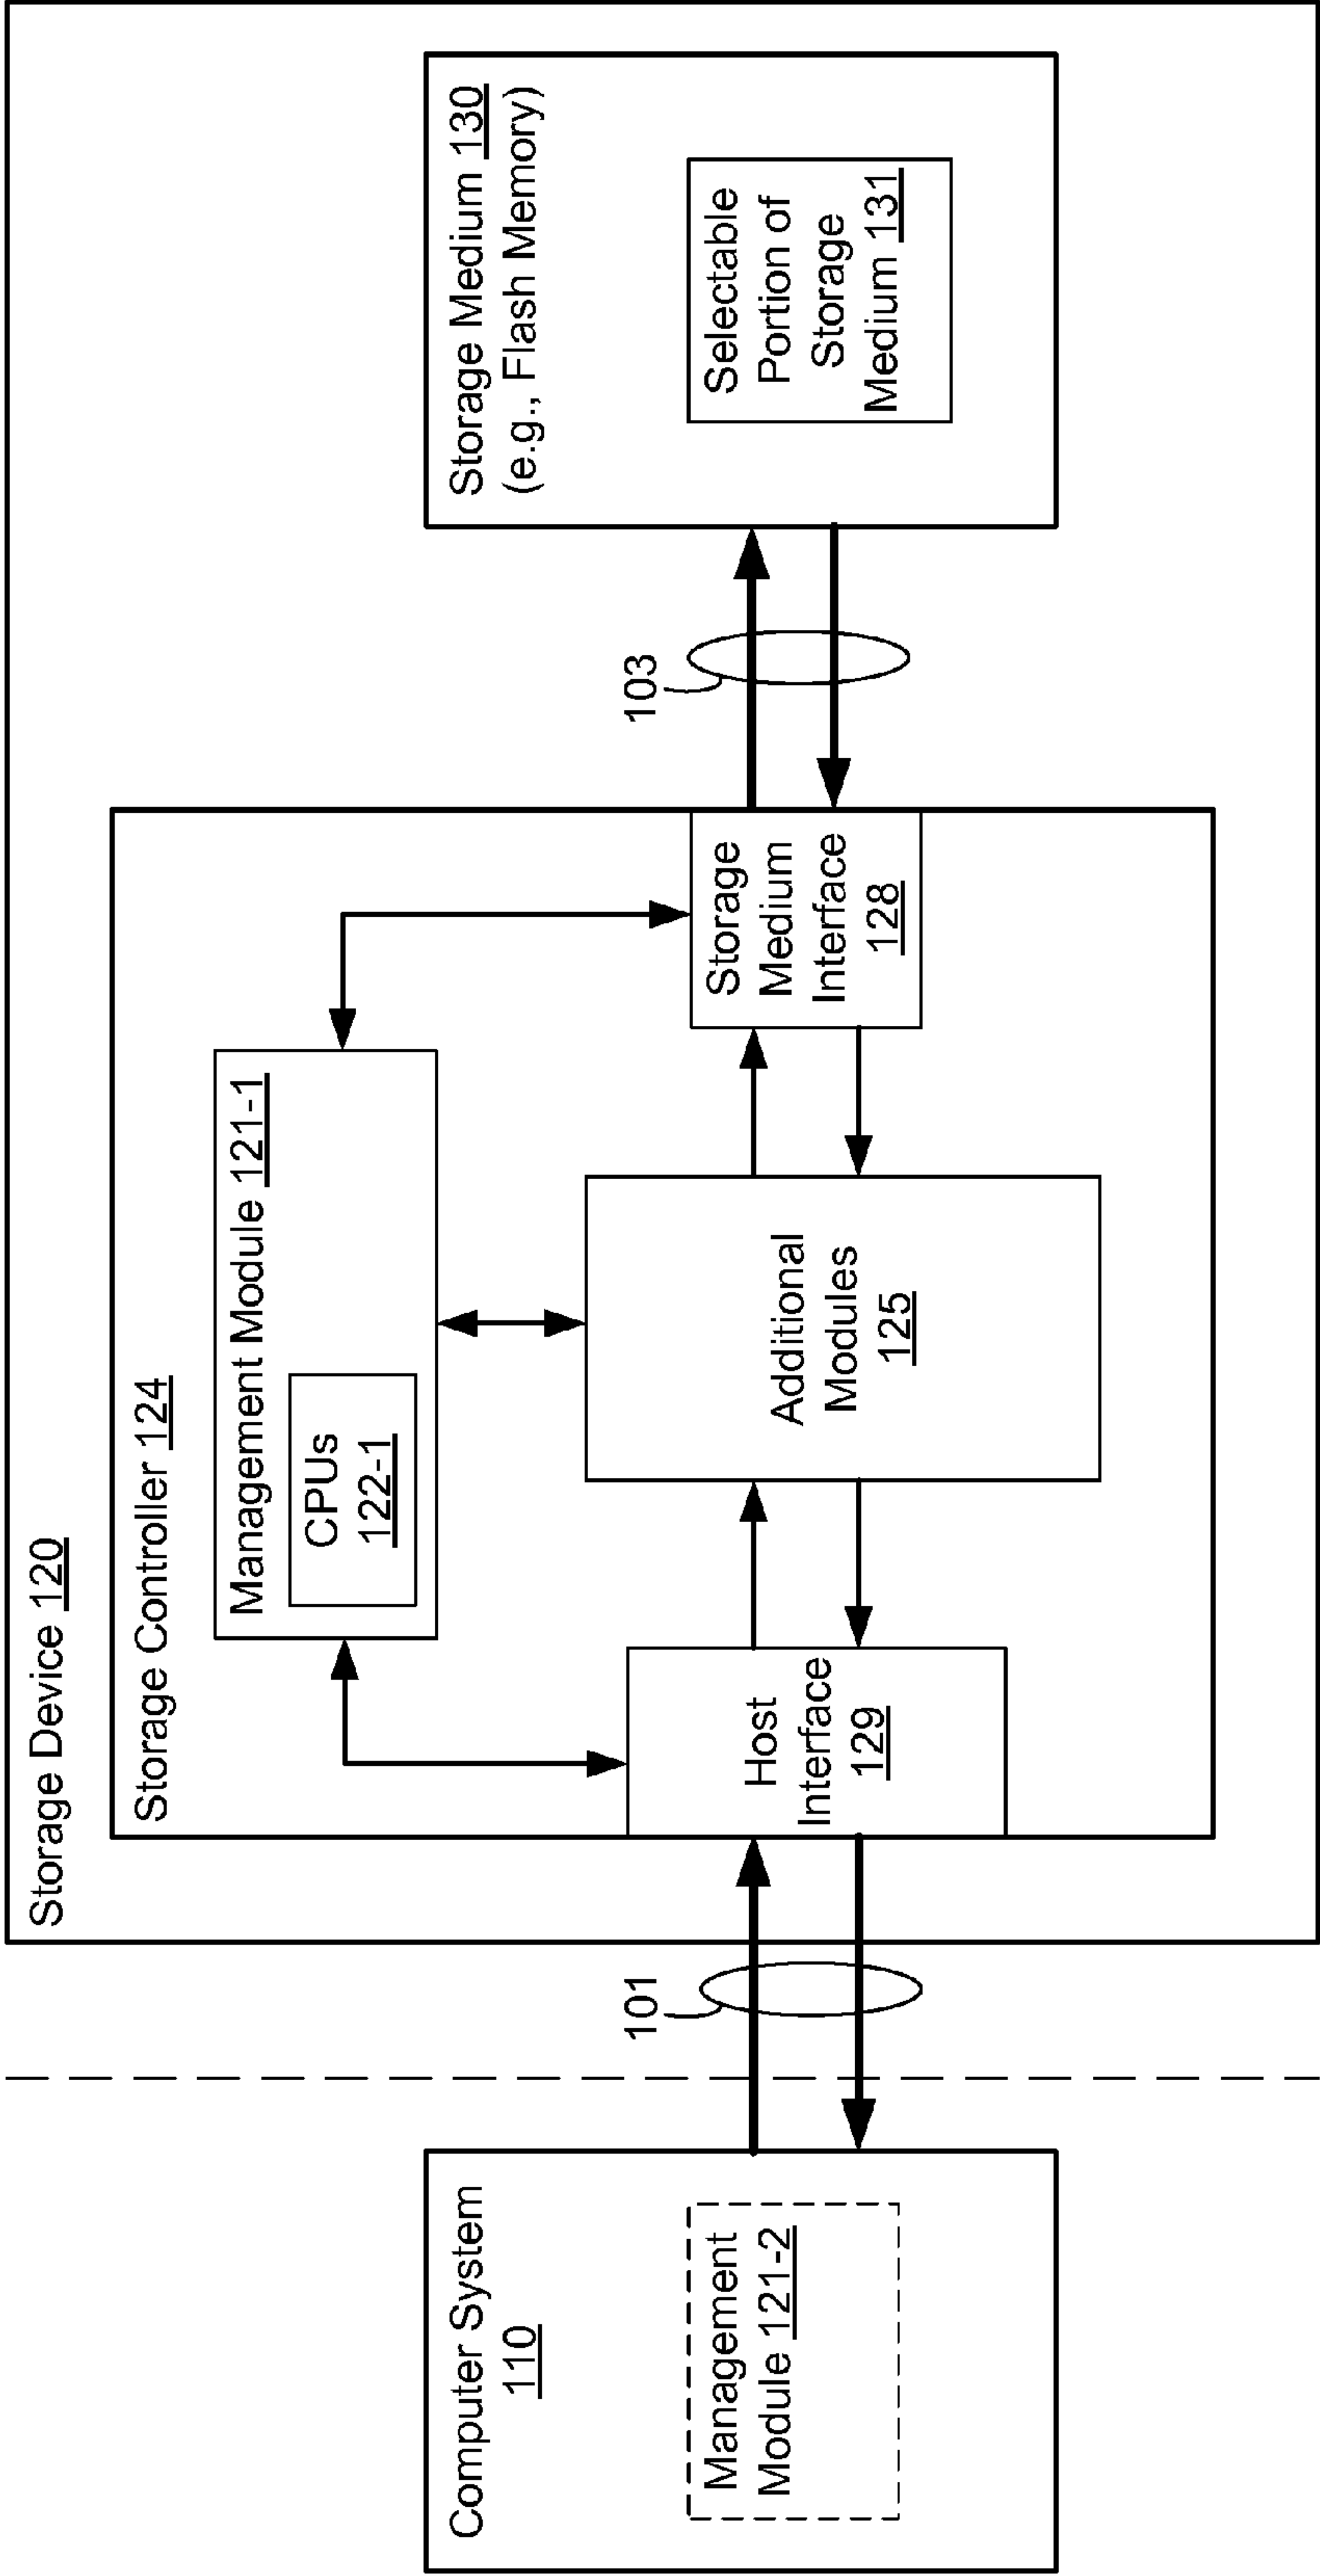 Storage Device 120
Storage Controller 124
Management Module 121-1
CPUs
122-1
Computer System
110
Management
Module 121-2
101
Host
Interface
129
Additional
Modules
125
Storage
Medium
Interface
128
103
Storage Medium 130
(e.g., Flash Memory)
Selectable
Portion of
Storage
Medium 131